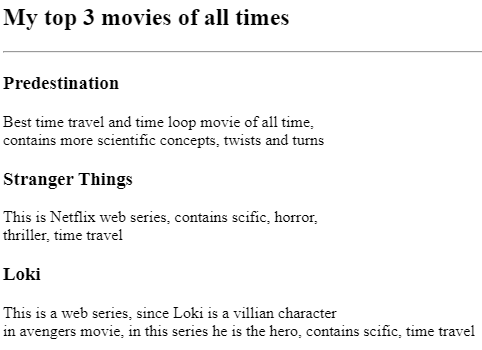 My top 3 movies of all times
Predestination
Best time travel and time loop movie of all time,
contains more scientific concepts, twists and turns
Stranger Things
This is Netflix web series, contains scific, horror,
thriller, time travel
Loki
This is a web series, since Loki is a villian character
in avengers movie, in this series he is the hero, contains scific, time travel